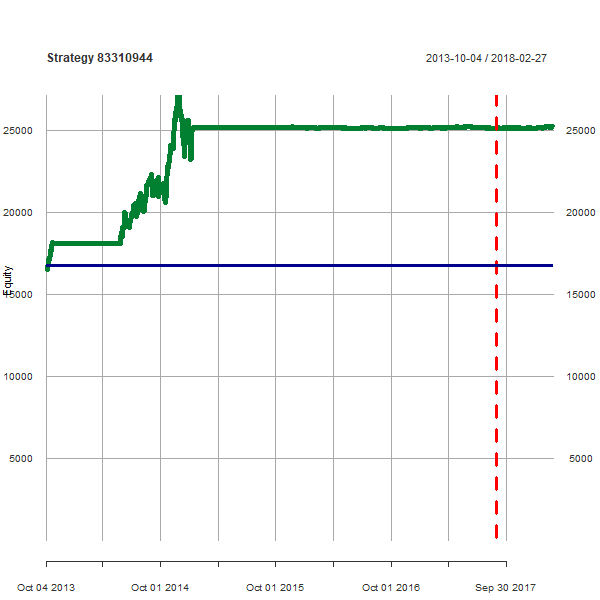 Strategy 83310944 2013-10-04 / 2018-02-27
25000 25000
20000 20000
Equity
15000 15000
10000 10000
5000 5000
Oct 04 2013 Oct 01 2014 Oct 01 2015 Oct 01 2016 Sep 30 2017